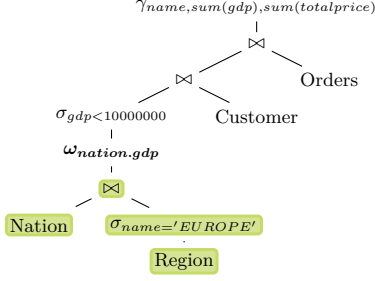 γname,sum(gdp),sum(totalprice)
⋈
⋈ Orders
σgdp<10000000 Customer
ωnation.gdp
⋈
Nation σname='EUROPE'
Region